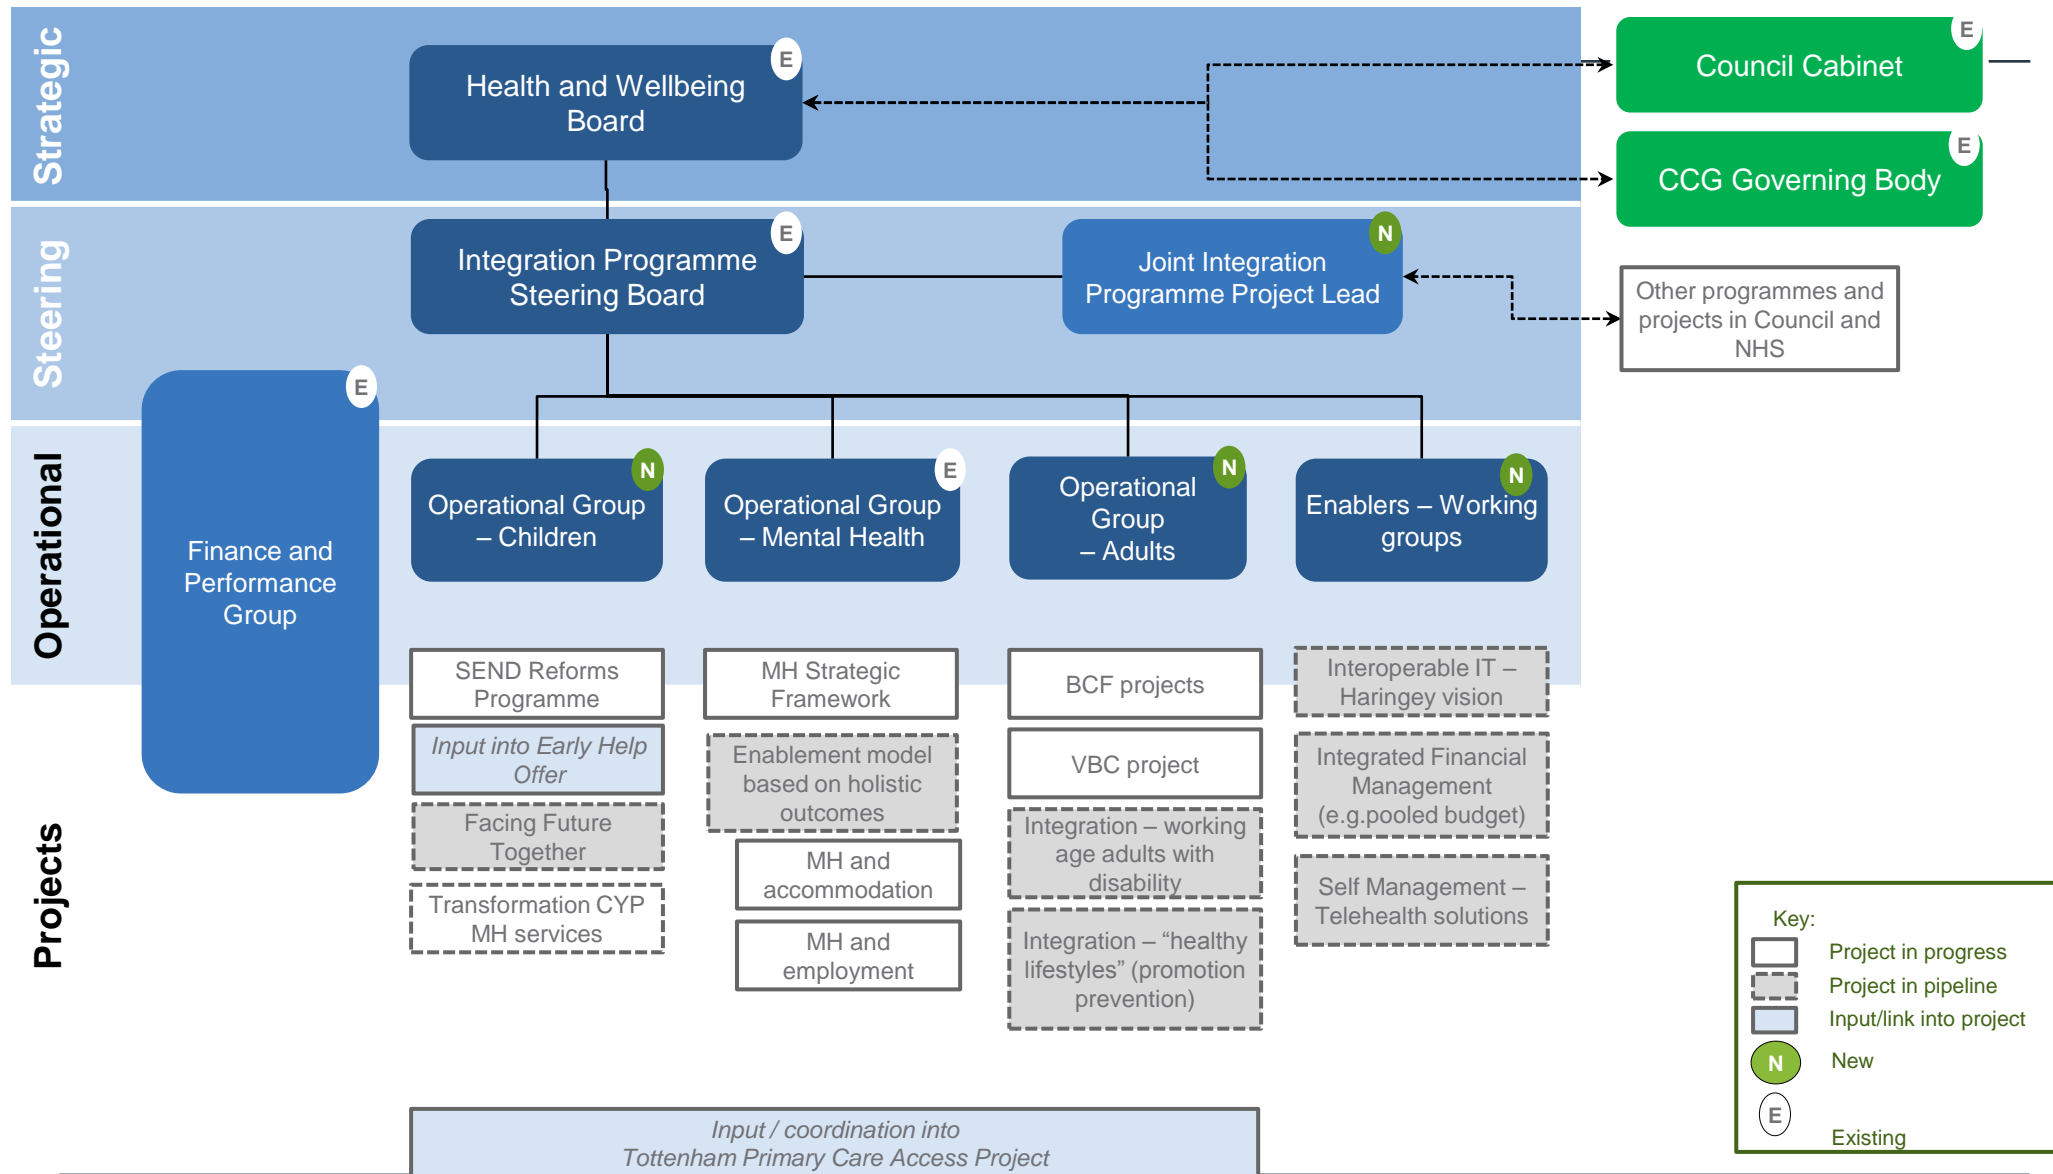 Strategic
Health and Wellbeing
Board
E
Council Cabinet
E
CCG Governing Body
E
Steering
Integration Programme
Steering Board
E
Joint Integration
Programme Project Lead
N
Other programmes and
projects in Council and
NHS
Operational
Finance and
Performance
Group
E
Operational Group
– Children
N
Operational Group
– Mental Health
E
Operational
Group
– Adults
N
Enablers – Working
groups
N
Projects
SEND Reforms
Programme
Input into Early Help
Offer
Facing Future
Together
Transformation CYP
MH services
MH Strategic
Framework
Enablement model
based on holistic
outcomes
MH and
accommodation
MH and
employment
BCF projects
VBC project
Integration – working
age adults with
disability
Integration – “healthy
lifestyles” (promotion
prevention)
Interoperable IT –
Haringey vision
Integrated Financial
Management
(e.g.pooled budget)
Self Management –
Telehealth solutions
Input / coordination into
Tottenham Primary Care Access Project
Key:
Project in progress
Project in pipeline
Input/link into project
N
New
E
Existing